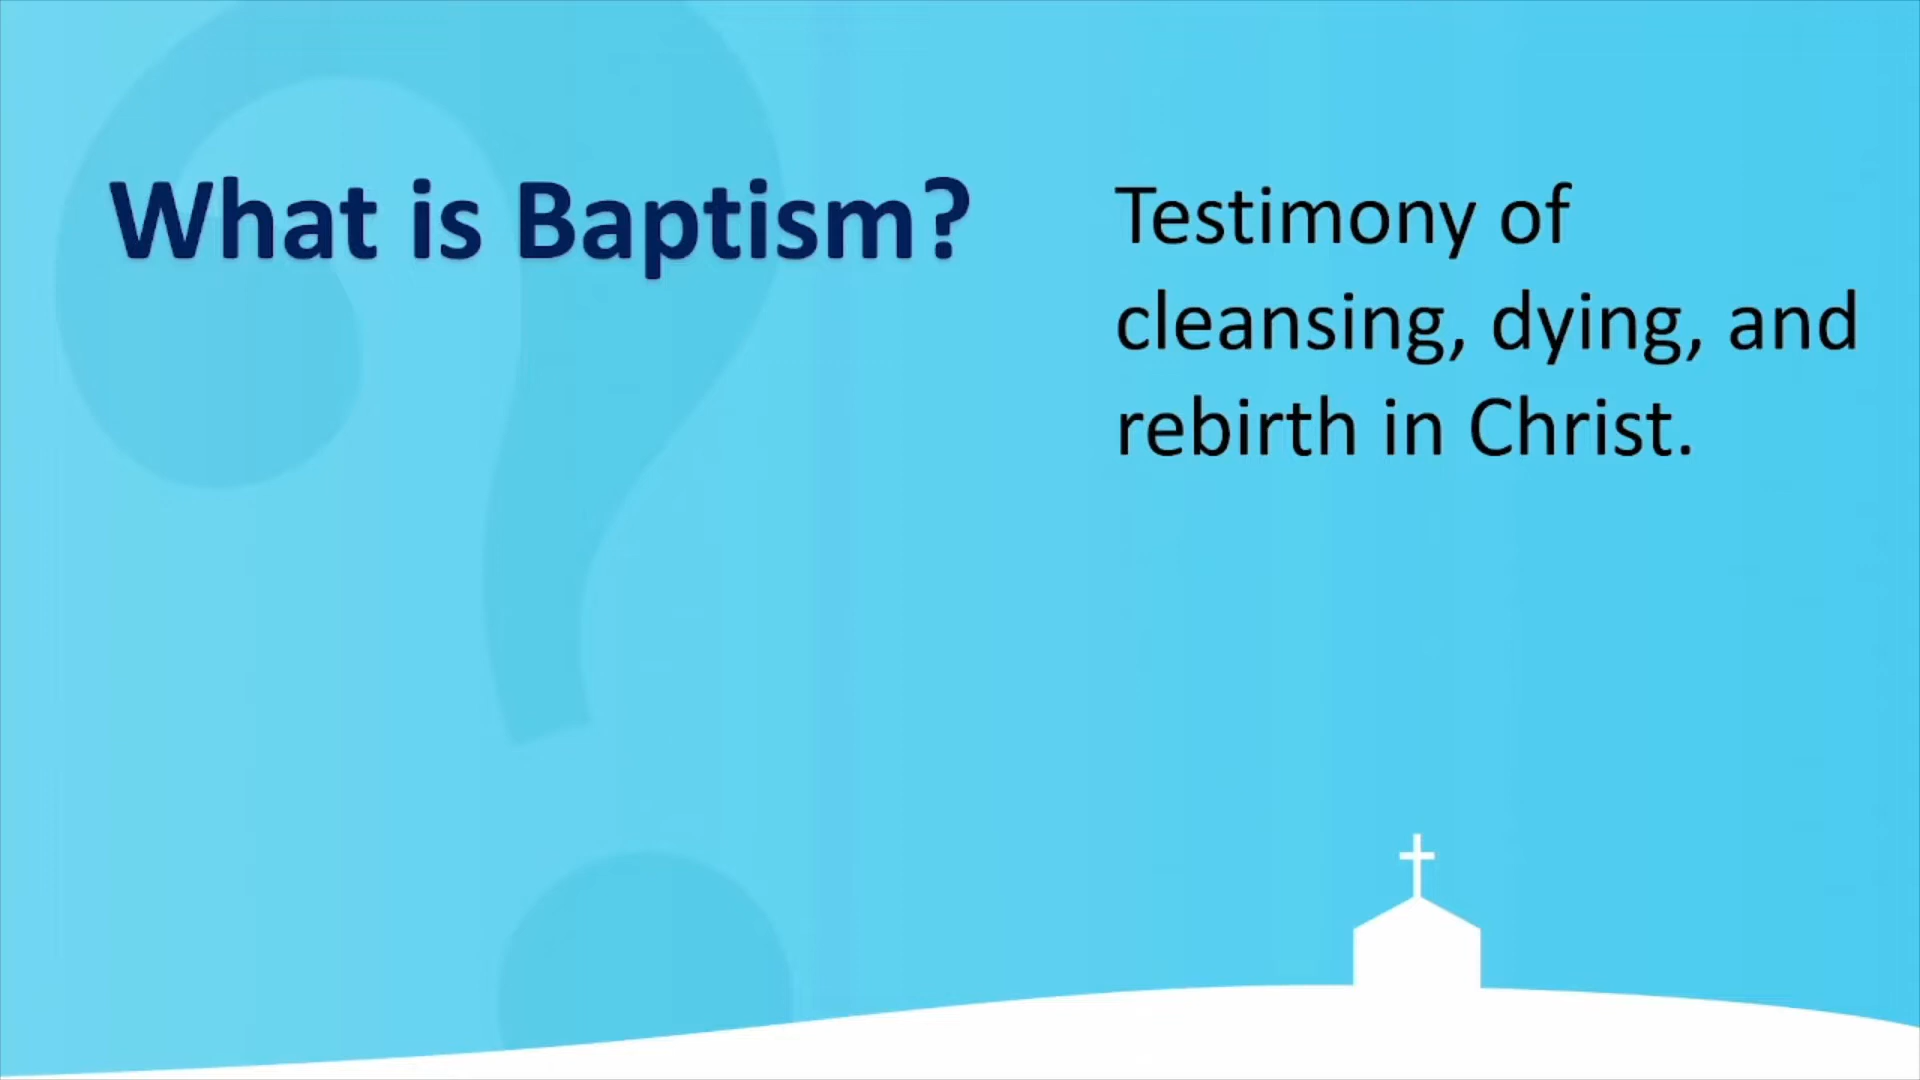 What is Baptism?
Testimony of
cleansing, dying, and
rebirth in Christ.